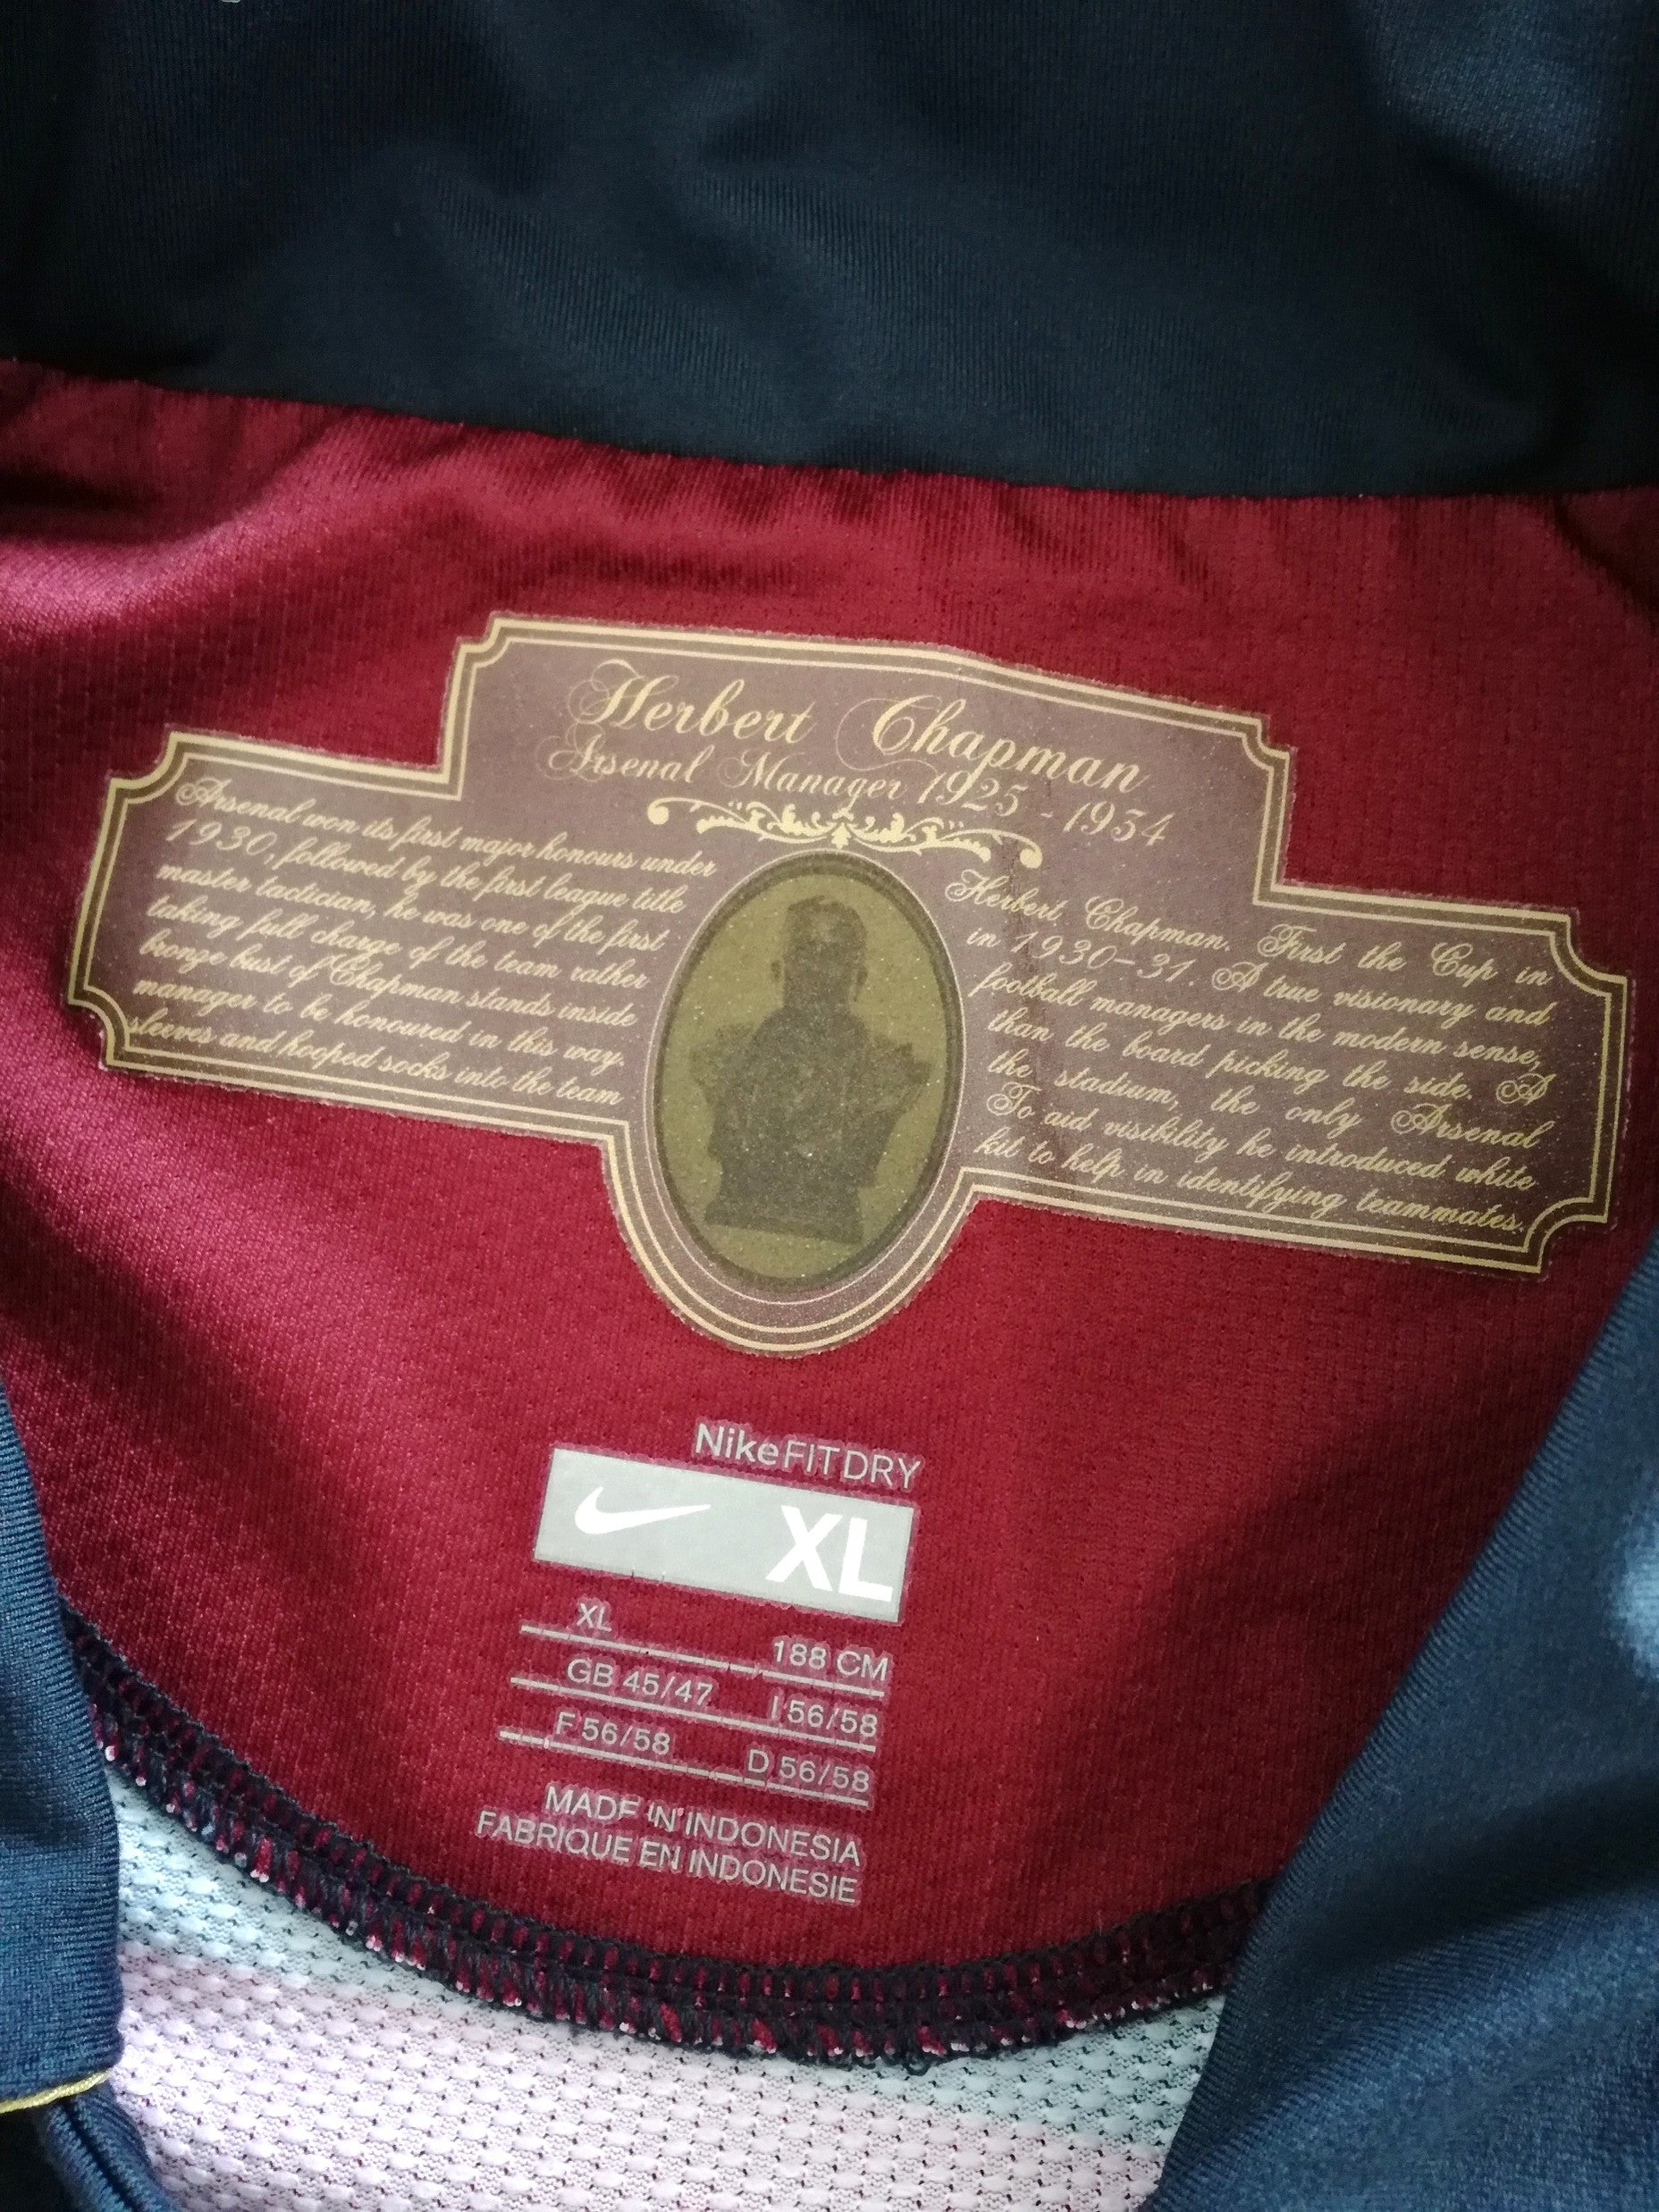 Herbert Chapman
Arsenal Manager 1925 - 1934
Arsenal won its first major honours under Herbert Chapman. First the Cup in
1930, followed by the first league title in 1930-31. A true visionary and
master tactician, he was one of the first football managers in the modern sense,
taking full charge of the team rather than the board picking the side. A
bronze bust of Chapman stands inside the stadium, the only Arsenal
manager to be honoured in this way. To aid visibility he introduced white
sleeves and hooped socks into the team kit to help in identifying teammates.
NikeFITDRY
XL
XL 188 CM
GB 45/47 I 56/58
F 56/58 D 56/58
MADE IN INDONESIA
FABRIQUE EN INDONESIE